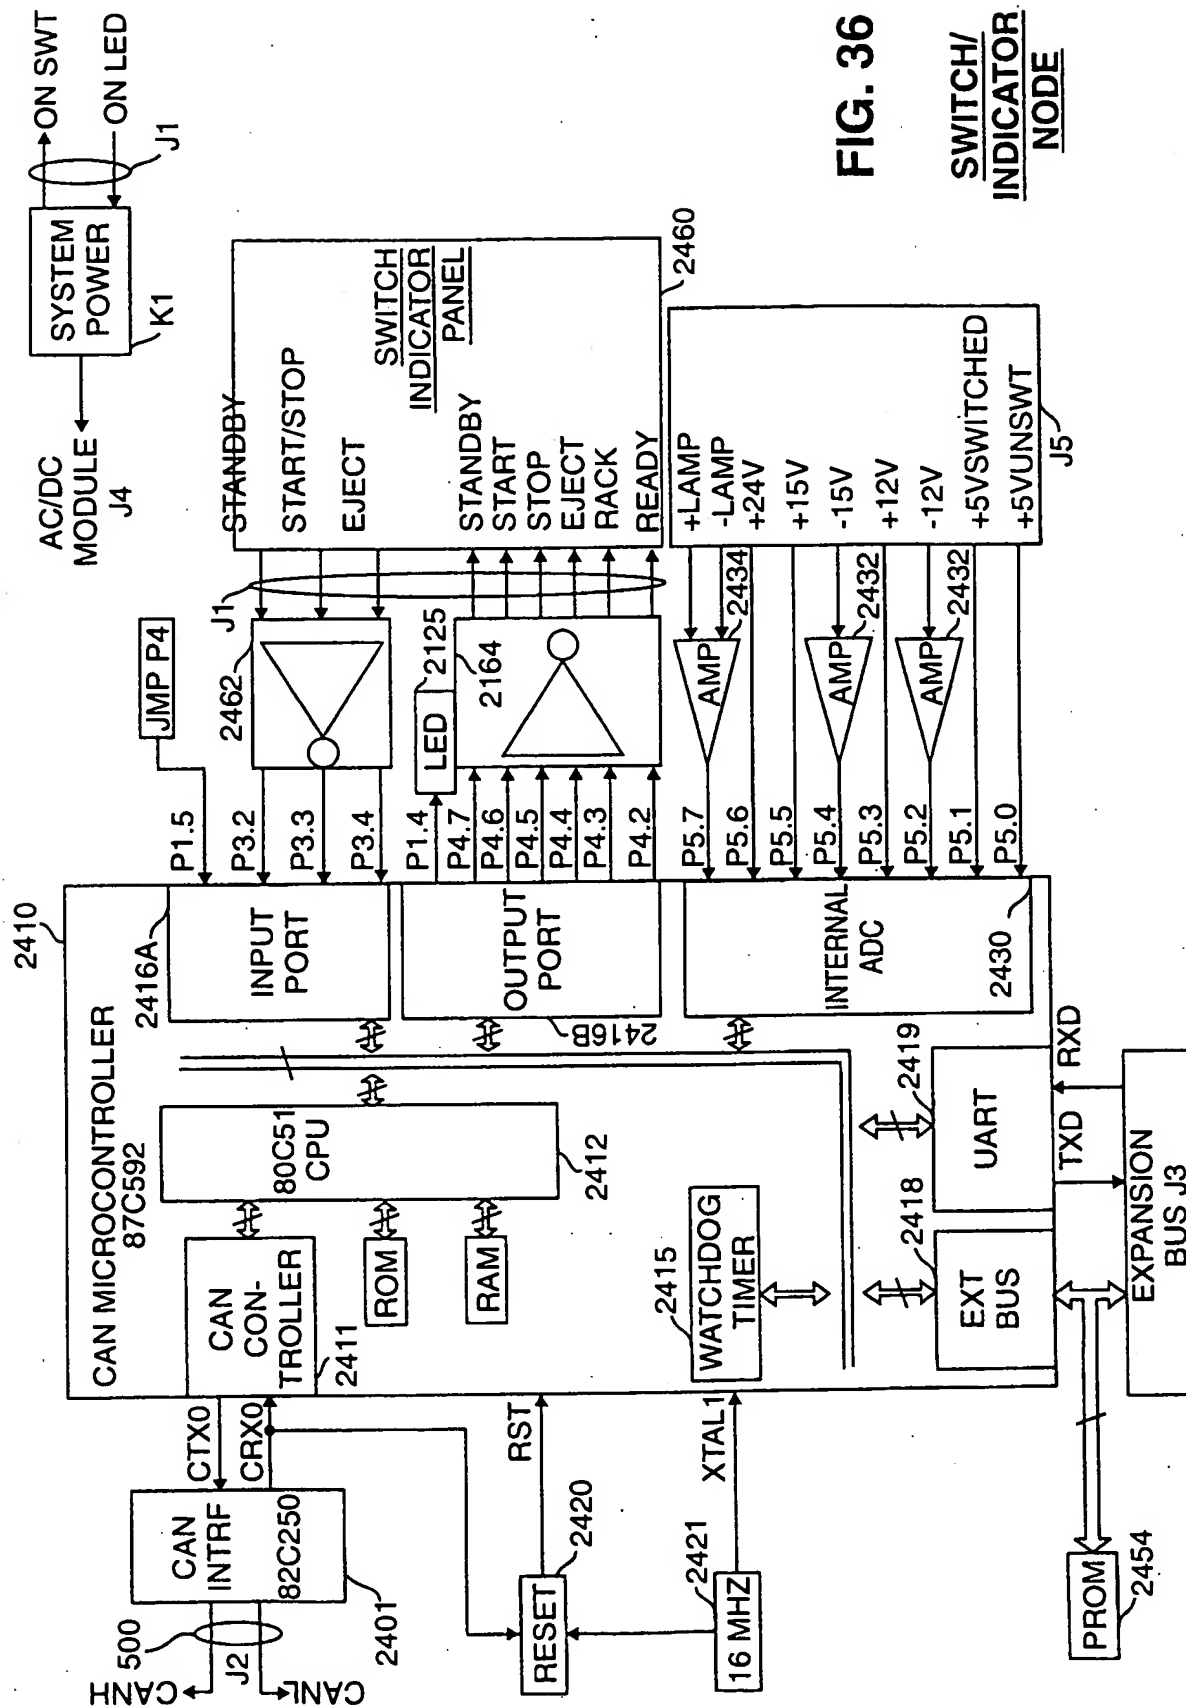 FIG. 36
SWITCH/
INDICATOR
NODE
ON SWT
ON LED
J1
SYSTEM
POWER
K1
AC/DC
MODULE
J4
CANH
CANL
500
J2
CAN
INTRF
82C250
2401
CTX0
CRX0
RESET
2420
RST
16 MHZ
2421
XTAL1
PROM
2454
2410
CAN MICROCONTROLLER
87C592
CAN
CON-
TROLLER
2411
80C51
CPU
2412
ROM
RAM
WATCHDOG
TIMER
2415
EXT
BUS
2418
UART
2419
TXD
RXD
EXPANSION
BUS J3
2416A
INPUT
PORT
OUTPUT
PORT
2416B
INTERNAL
ADC
2430
P1.5
P3.2
P3.3
P3.4
P1.4
P4.7
P4.6
P4.5
P4.4
P4.3
P4.2
P5.7
P5.6
P5.5
P5.4
P5.3
P5.2
P5.1
P5.0
JMP P4
2462
J1
LED
2125
2164
AMP
2434
AMP
2432
AMP
2432
STANDBY
START/STOP
EJECT
SWITCH
INDICATOR
PANEL
STANDBY
START
STOP
EJECT
RACK
READY
2460
+LAMP
-LAMP
+24V
+15V
-15V
+12V
-12V
+5VSWITCHED
+5VUNSWT
J5